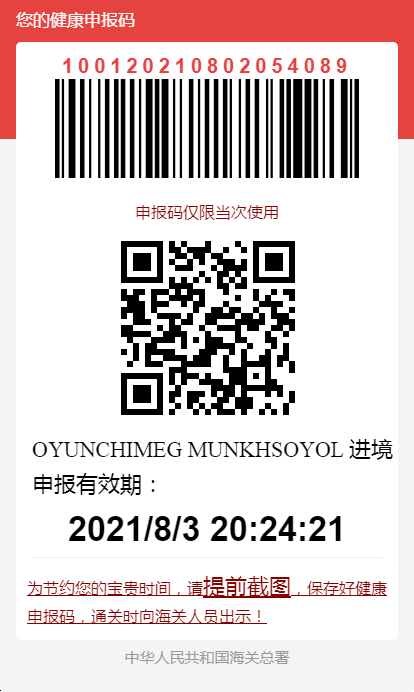 您的健康申报码
100120210802054089
申报码仅限当次使用
OYUNCHIMEG MUNKHSOYOL 进境
申报有效期：
2021/8/3 20:24:21
为节约您的宝贵时间，请提前截图，保存好健康
申报码，通关时向海关人员出示！
中华人民共和国海关总署